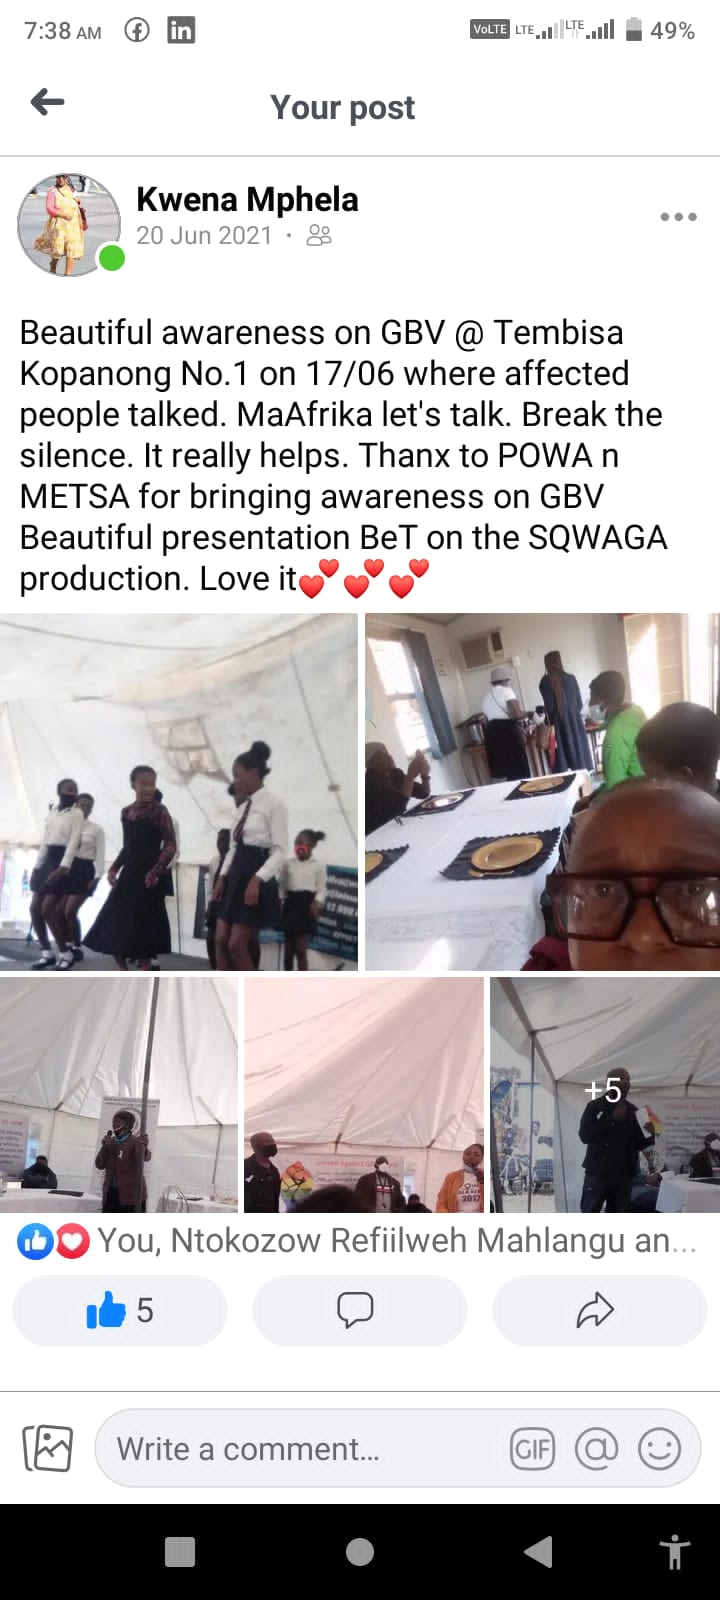 7:38 AM
VoLTE LTE LTE 49%
Your post
Kwena Mphela
20 Jun 2021 ·
Beautiful awareness on GBV @ Tembisa
Kopanong No.1 on 17/06 where affected
people talked. MaAfrika let's talk. Break the
silence. It really helps. Thanx to POWA n
METSA for bringing awareness on GBV
Beautiful presentation BeT on the SQWAGA
production. Love it💕💕💕
+5
You, Ntokozow Refiilweh Mahlangu an...
5
Write a comment...
GIF @